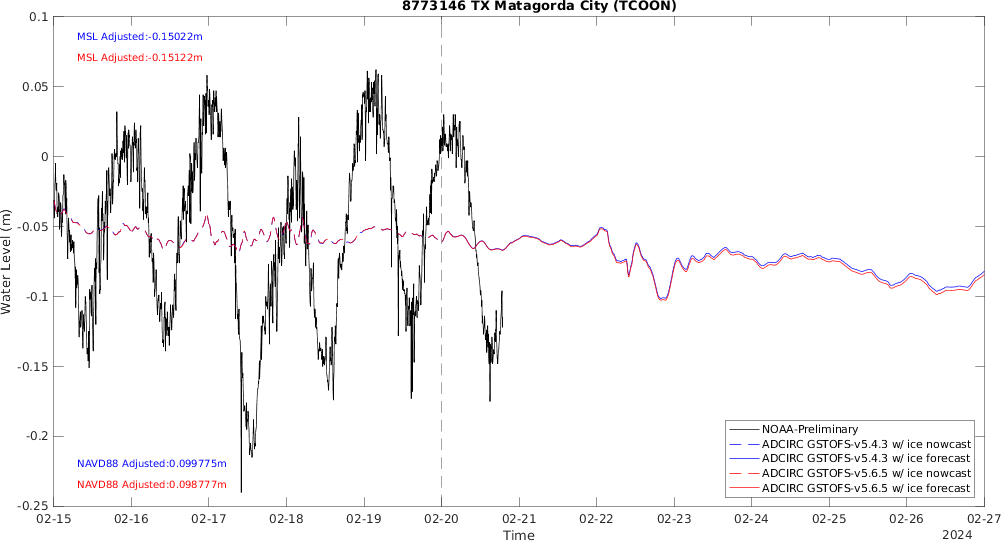 8773146 TX Matagorda City (TCOON)
MSL Adjusted:-0.15022m
MSL Adjusted:-0.15122m
NAVD88 Adjusted:0.099775m
NAVD88 Adjusted:0.098777m
Water Level (m)
0.1
0.05
0
-0.05
-0.1
-0.15
-0.2
-0.25
02-15 02-16 02-17 02-18 02-19 02-20 02-21 02-22 02-23 02-24 02-25 02-26 02-27
Time
2024
NOAA-Preliminary
ADCIRC GSTOFS-v5.4.3 w/ ice nowcast
ADCIRC GSTOFS-v5.4.3 w/ ice forecast
ADCIRC GSTOFS-v5.6.5 w/ ice nowcast
ADCIRC GSTOFS-v5.6.5 w/ ice forecast